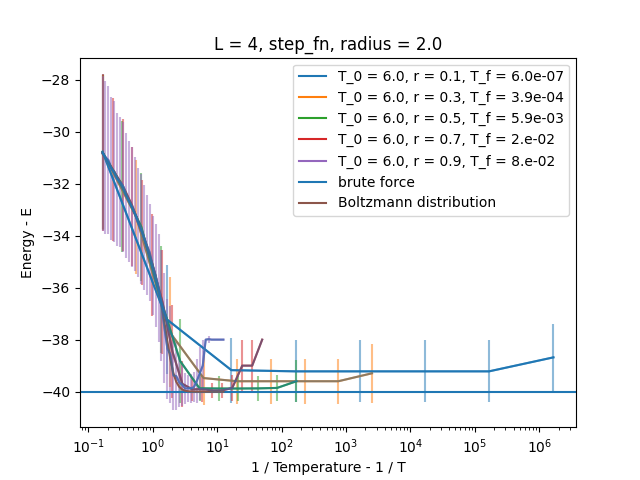 L = 4, step_fn, radius = 2.0
T_0 = 6.0, r = 0.1, T_f = 6.0e-07
T_0 = 6.0, r = 0.3, T_f = 3.9e-04
T_0 = 6.0, r = 0.5, T_f = 5.9e-03
T_0 = 6.0, r = 0.7, T_f = 2.e-02
T_0 = 6.0, r = 0.9, T_f = 8.e-02
brute force
Boltzmann distribution
Energy - E
−28
−30
−32
−34
−36
−38
−40
10⁻¹ 10⁰ 10¹ 10² 10³ 10⁴ 10⁵ 10⁶
1 / Temperature - 1 / T